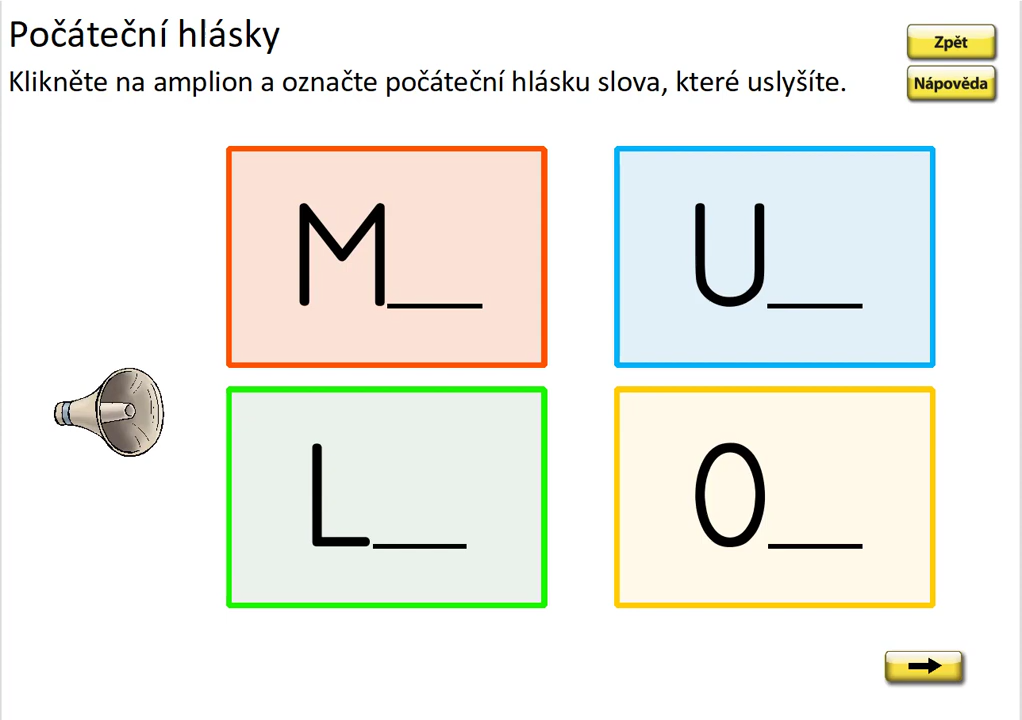 Počáteční hlásky
Zpět
Klikněte na amplion a označte počáteční hlásku slova, které uslyšíte.
Nápověda
M__
U__
L__
O__